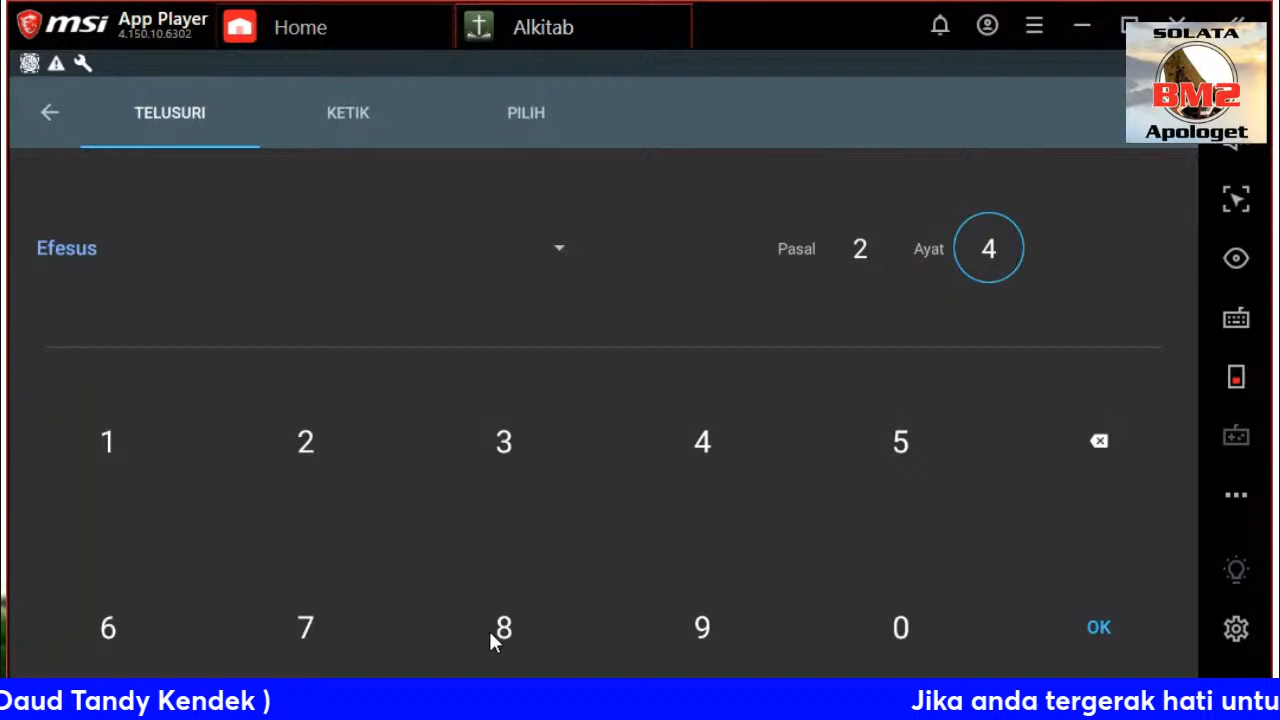 msi App Player
4.150.10.6302
Home
Alkitab
SOLATA
BM2
Apologet
TELUSURI
KETIK
PILIH
Efesus
Pasal 2 Ayat 4
1 2 3 4 5
6 7 8 9 0 OK
Daud Tandy Kendek )
Jika anda tergerak hati untu